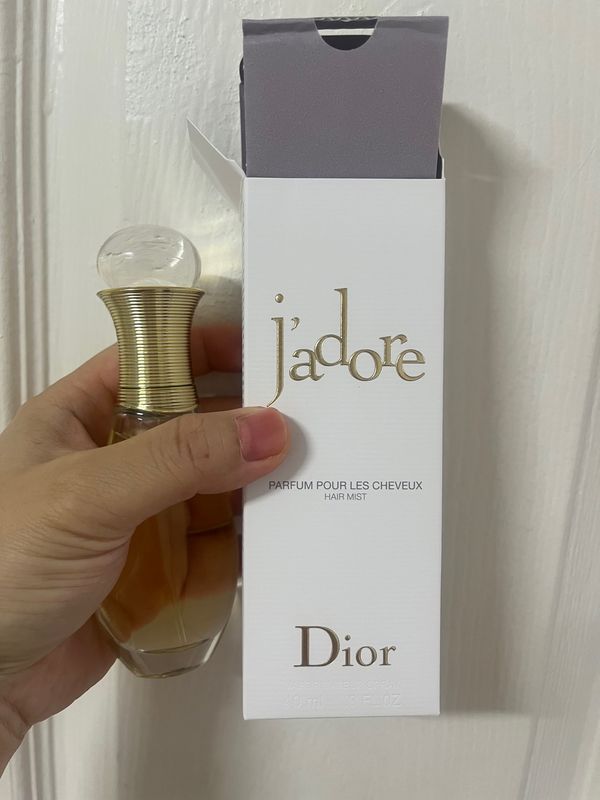 j'adore
PARFUM POUR LES CHEVEUX
HAIR MIST
Dior